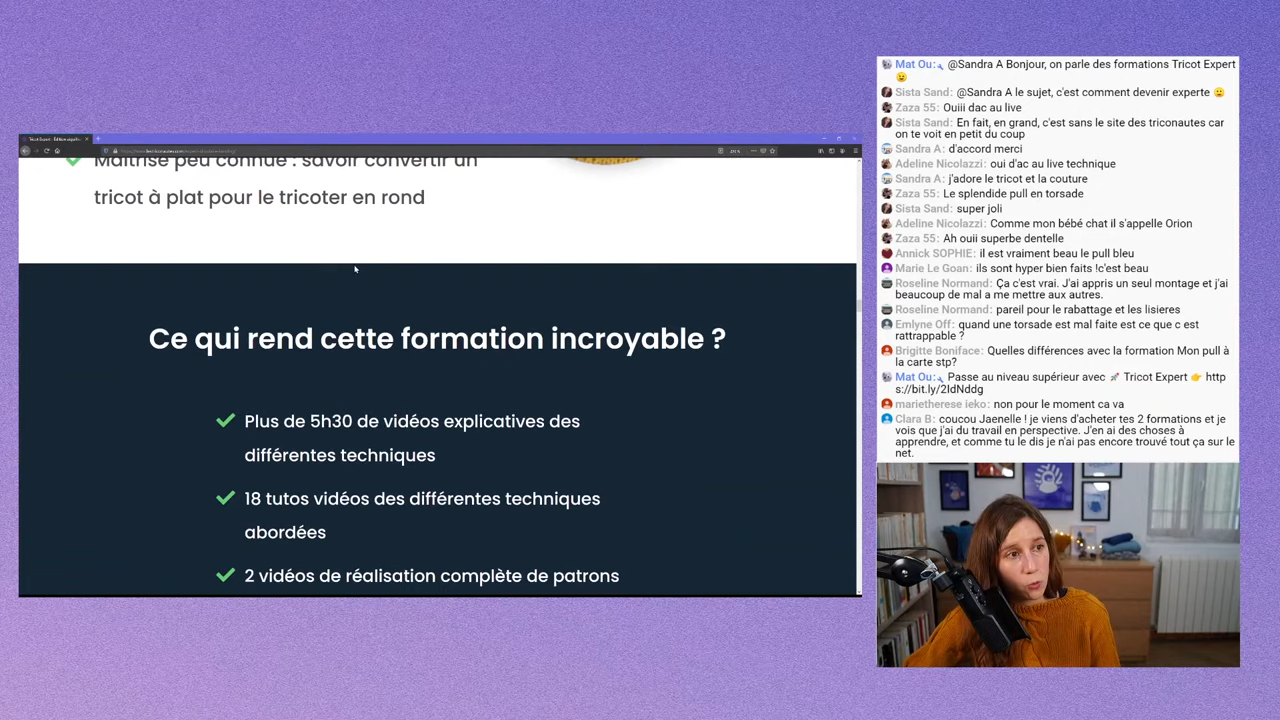 Maîtrise peu connue : savoir convertir un
tricot à plat pour le tricoter en rond
Ce qui rend cette formation incroyable ?
Plus de 5h30 de vidéos explicatives des
différentes techniques
18 tutos vidéos des différentes techniques
abordées
2 vidéos de réalisation complète de patrons
Mat Ou: @Sandra A Bonjour, on parle des formations Tricot Expert
😉
Sista Sand: @Sandra A le sujet, c'est comment devenir experte 🙂
Zaza 55: Ouiii dac au live
Sista Sand: En fait, en grand, c'est sans le site des triconautes car
on te voit en petit du coup
Sandra A: d'accord merci
Adeline Nicolazzi: oui d'ac au live technique
Sandra A: j'adore le tricot et la couture
Zaza 55: Le splendide pull en torsade
Sista Sand: super joli
Adeline Nicolazzi: Comme mon bébé chat il s'appelle Orion
Zaza 55: Ah ouii superbe dentelle
Annick SOPHIE: il est vraiment beau le pull bleu
Marie Le Goan: ils sont hyper bien faits !c'est beau
Roseline Normand: Ça c'est vrai. J'ai appris un seul montage et j'ai
beaucoup de mal a me mettre aux autres.
Roseline Normand: pareil pour le rabattage et les lisieres
Emlyne Off: quand une torsade est mal faite est ce que c est
rattrappable ?
Brigitte Boniface: Quelles différences avec la formation Mon pull à
la carte stp?
Mat Ou: Passe au niveau supérieur avec 🚀 Tricot Expert 👉 http
s://bit.ly/2IdNddg
marietherese ieko: non pour le moment ca va
Clara B: coucou Jaenelle ! je viens d'acheter tes 2 formations et je
vois que j'ai du travail en perspective. J'en ai des choses à
apprendre, et comme tu le dis je n'ai pas encore trouvé tout ça sur le
net.